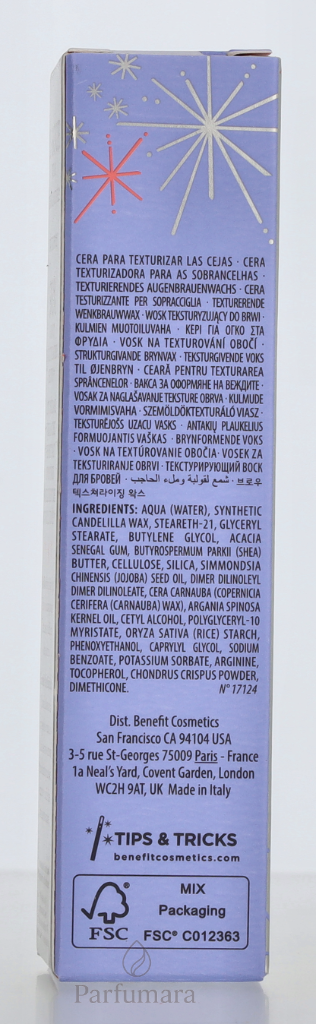 CERA PARA TEXTURIZAR LAS CEJAS · CERA
TEXTURIZADORA PARA AS SOBRANCELHAS ·
TEXTURIERENDES AUGENBRAUENWACHS · CERA
TESTURIZZANTE PER SOPRACCIGLIA · TEXTURERENDE
WENKBRAUWWAX · WOSK TEKSTURYZUJĄCY DO BRWI ·
KULMIEN MUOTOILUVAHA · ΚΕΡΙ ΓΙΑ ΟΓΚΟ ΣΤΑ
ΦΡΥΔΙΑ · VOSK NA TEXTUROVÁNÍ OBOČÍ ·
STRUKTURGIVANDE BRYNVAX · TEKSTURGIVENDE VOKS
TIL ØJENBRYN · CEARĂ PENTRU TEXTURAREA
SPRÂNCENELOR · ВАКСА ЗА ОФОРМЯНЕ НА ВЕЖДИТЕ ·
VOSAK ZA NAGLAŠAVANJE TEKSTURE OBRVA · KULMUDE
VORMIMISVAHA · SZEMÖLDÖKTEXTURÁLÓ VIASZ ·
TEKSTURĒJOŠS UZACU VASKS · ANTAKIŲ PLAUKELIUS
FORMUOJANTIS VAŠKAS · BRYNFORMENDE VOKS
· VOSK NA TEXTÚROVANIE OBOČIA · VOSEK ZA
TEKSTURIRANJE OBRVI · ТЕКСТУРИРУЮЩИЙ ВОСК
ДЛЯ БРОВЕЙ · شمع لقولبة وملء الحاجب · 브로우
텍스쳐라이징 왁스
INGREDIENTS: AQUA (WATER), SYNTHETIC
CANDELILLA WAX, STEARETH-21, GLYCERYL
STEARATE, BUTYLENE GLYCOL, ACACIA
SENEGAL GUM, BUTYROSPERMUM PARKII (SHEA)
BUTTER, CELLULOSE, SILICA, SIMMONDSIA
CHINENSIS (JOJOBA) SEED OIL, DIMER DILINOLEYL
DIMER DILINOLEATE, CERA CARNAUBA (COPERNICIA
CERIFERA (CARNAUBA) WAX), ARGANIA SPINOSA
KERNEL OIL, CETYL ALCOHOL, POLYGLYCERYL-10
MYRISTATE, ORYZA SATIVA (RICE) STARCH,
PHENOXYETHANOL, CAPRYLYL GLYCOL, SODIUM
BENZOATE, POTASSIUM SORBATE, ARGININE,
TOCOPHEROL, CHONDRUS CRISPUS POWDER,
DIMETHICONE. N° 17124
Dist. Benefit Cosmetics
San Francisco CA 94104 USA
3-5 rue St-Georges 75009 Paris - France
1a Neal's Yard, Covent Garden, London
WC2H 9AT, UK Made in Italy
TIPS & TRICKS
benefitcosmetics.com
MIX
Packaging
FSC FSC® C012363
Parfumara